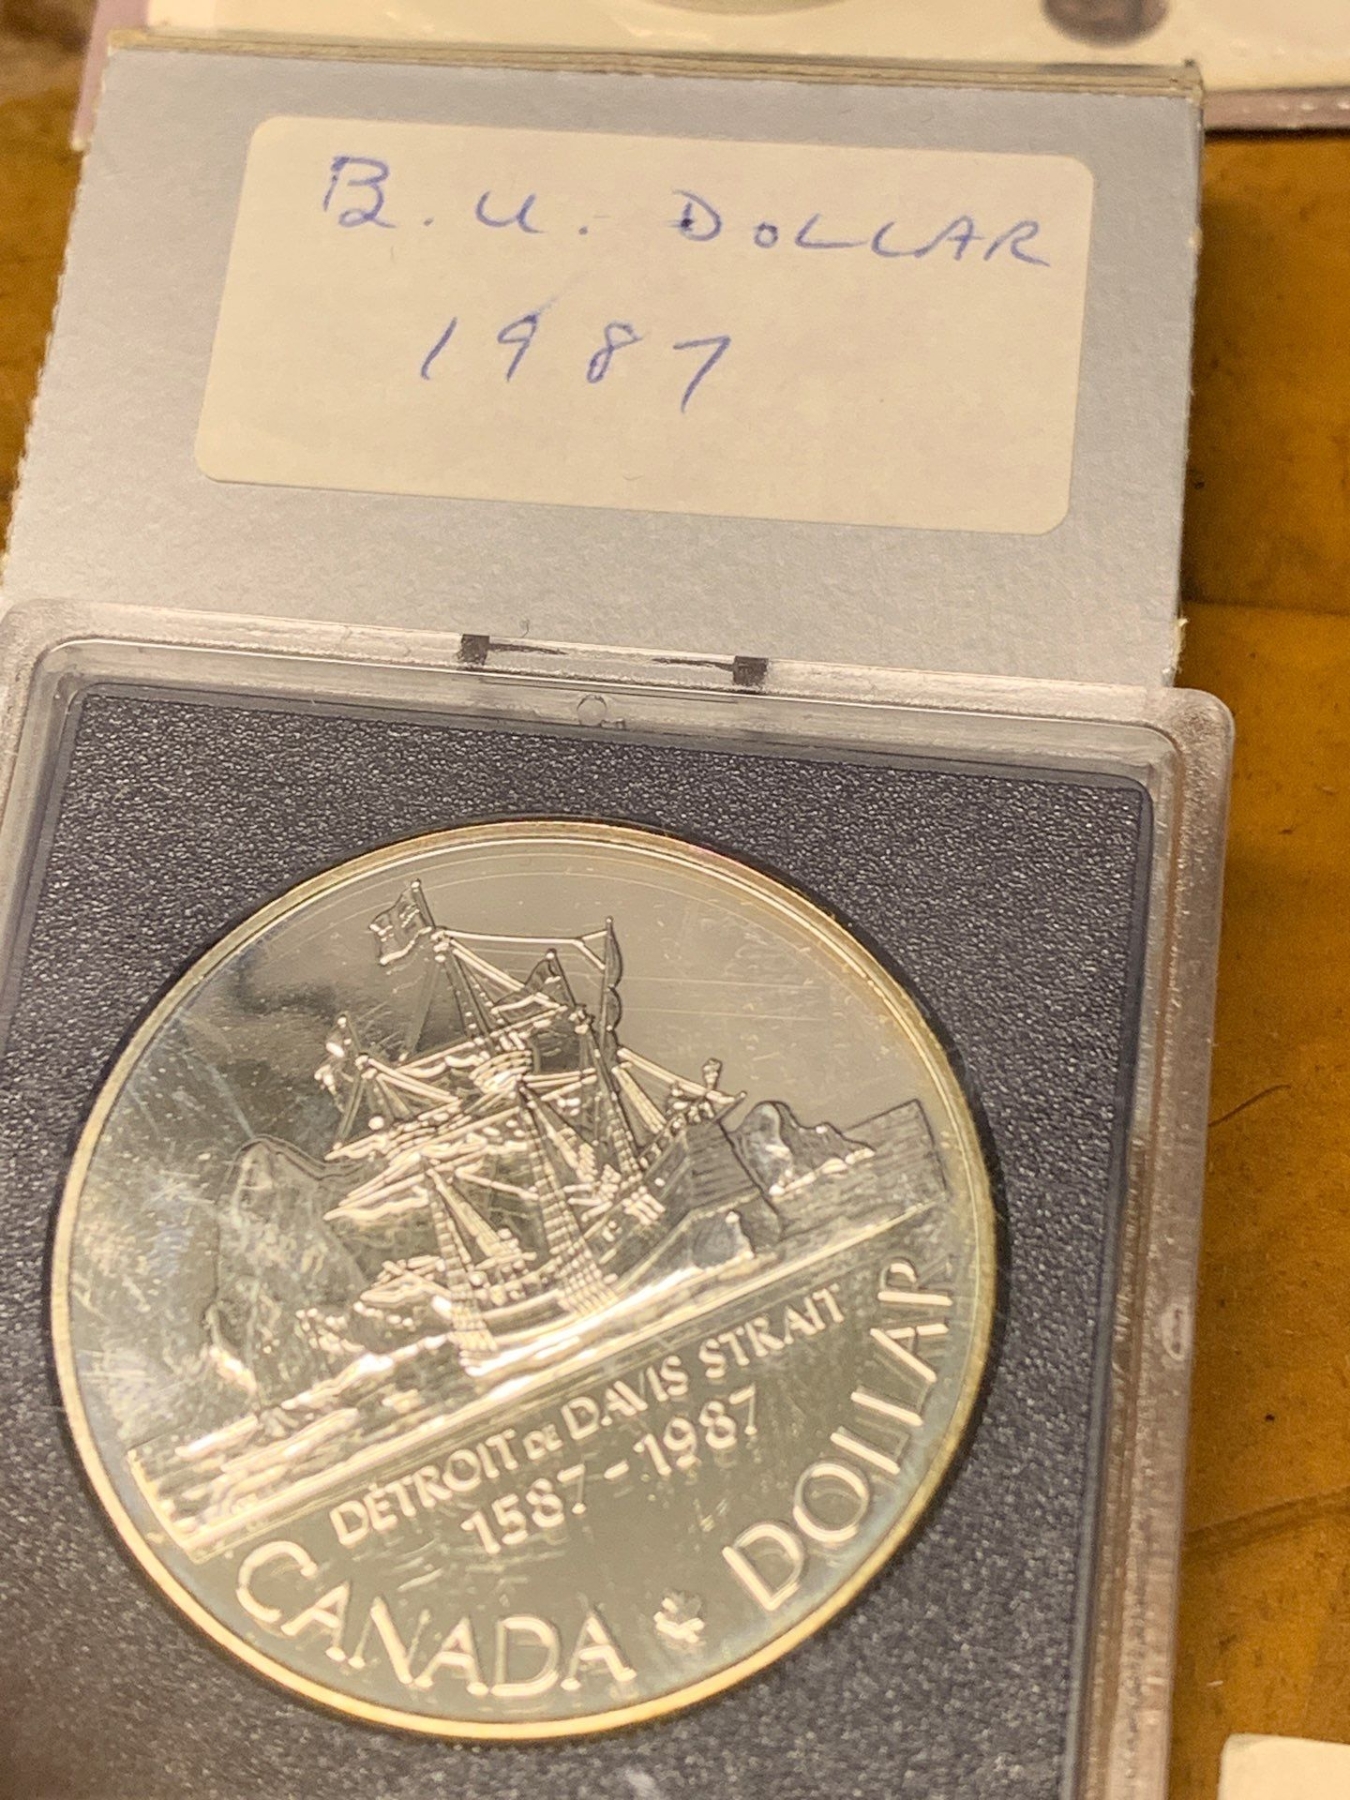 B.U. DOLLAR
1987
DÉTROIT DE DAVIS STRAIT
1587-1987
CANADA DOLLAR